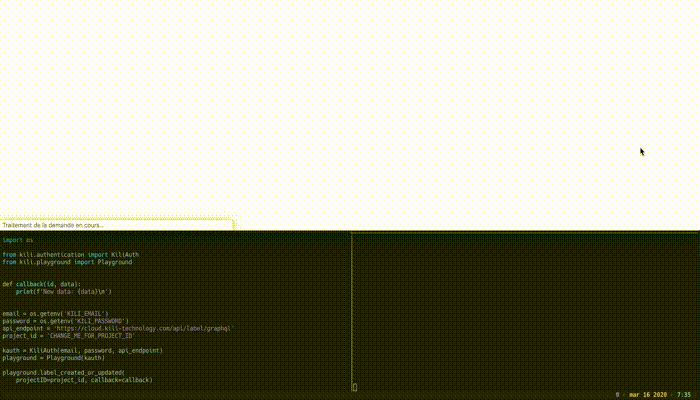 Traitement de la demande en cours...
import os
from kili.authentication import KiliAuth
from kili.playground import Playground
def callback(id, data):
    print(f'New data: {data}\n')
email = os.getenv('KILI_EMAIL')
password = os.getenv('KILI_PASSWORD')
api_endpoint = 'https://cloud.kili-technology.com/api/label/graphql'
project_id = 'CHANGE_ME_FOR_PROJECT_ID'
kauth = KiliAuth(email, password, api_endpoint)
playground = Playground(kauth)
playground.label_created_or_updated(
    projectID=project_id, callback=callback)
0 mar 16 2020 7:35